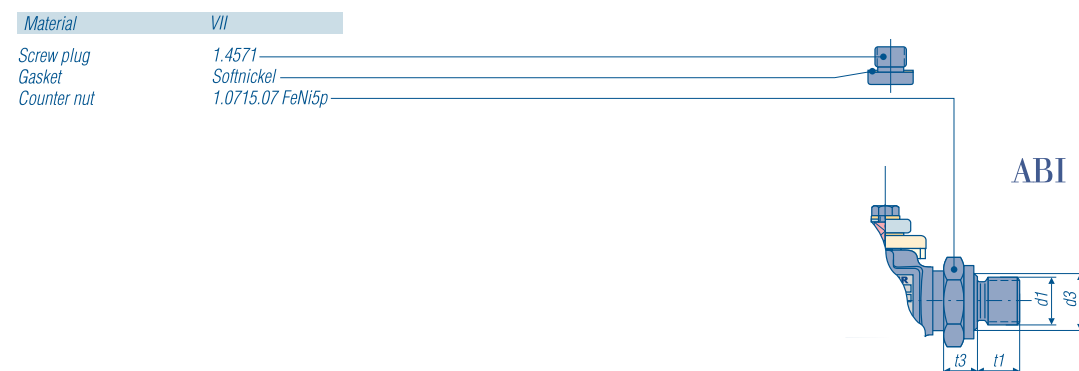 Material VII
Screw plug 1.4571
Gasket Softnickel
Counter nut 1.0715.07 FeNi5p
ABI
R
d1
d3
t3 t1